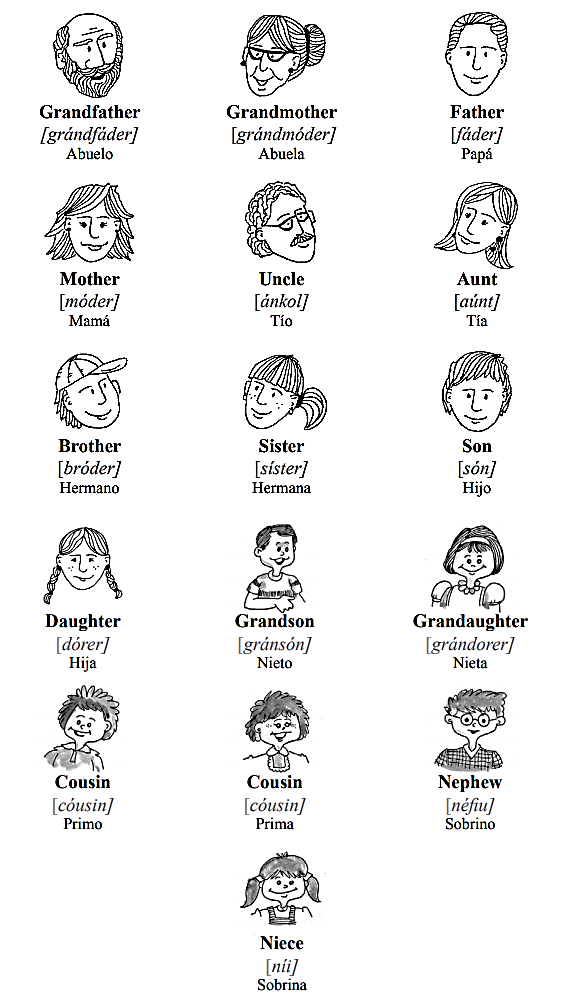 Grandfather
[grándfáder]
Abuelo
Grandmother
[grándmóder]
Abuela
Father
[fáder]
Papá
Mother
[móder]
Mamá
Uncle
[ánkol]
Tío
Aunt
[aúnt]
Tía
Brother
[bróder]
Hermano
Sister
[síster]
Hermana
Son
[són]
Hijo
Daughter
[dórer]
Hija
Grandson
[gránsón]
Nieto
Grandaughter
[grándorer]
Nieta
Cousin
[cóusin]
Primo
Cousin
[cóusin]
Prima
Nephew
[néfiu]
Sobrino
Niece
[níi]
Sobrina